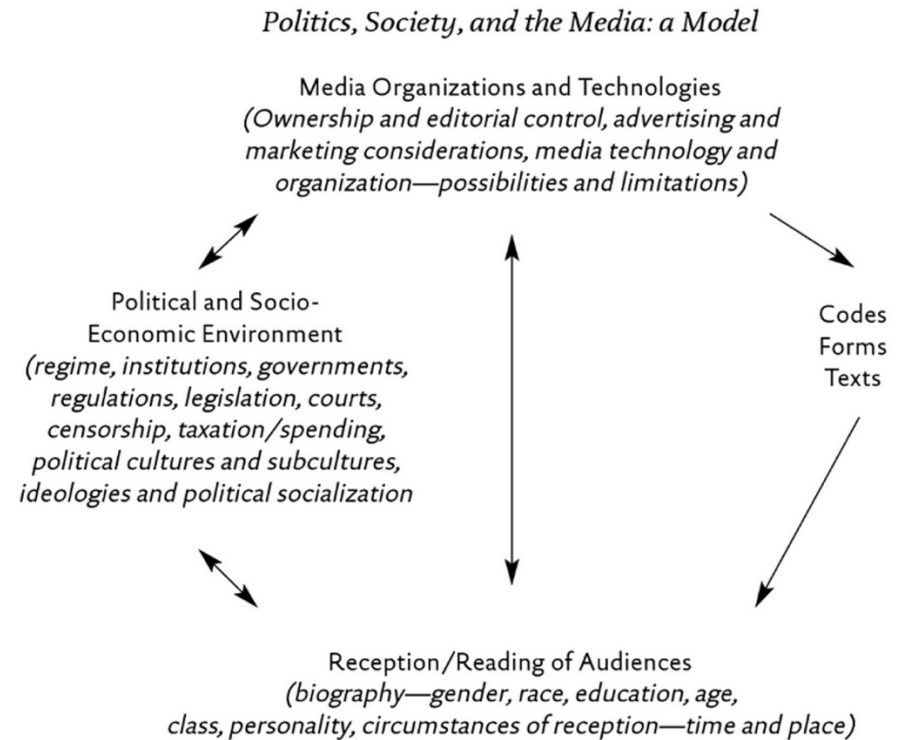 Politics, Society, and the Media: a Model
Media Organizations and Technologies
(Ownership and editorial control, advertising and
marketing considerations, media technology and
organization—possibilities and limitations)
Political and Socio-
Economic Environment
(regime, institutions, governments,
regulations, legislation, courts,
censorship, taxation/spending,
political cultures and subcultures,
ideologies and political socialization
Codes
Forms
Texts
Reception/Reading of Audiences
(biography—gender, race, education, age,
class, personality, circumstances of reception—time and place)